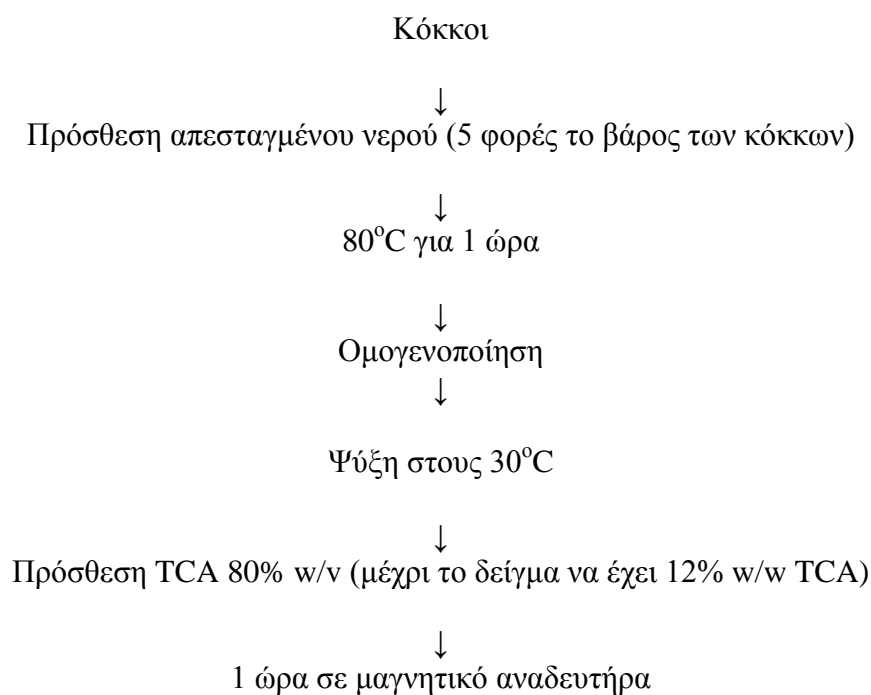 Κόκκοι
↓
Πρόσθεση απεσταγμένου νερού (5 φορές το βάρος των κόκκων)
↓
80°C για 1 ώρα
↓
Ομογενοποίηση
↓
Ψύξη στους 30°C
↓
Πρόσθεση TCA 80% w/v (μέχρι το δείγμα να έχει 12% w/w TCA)
↓
1 ώρα σε μαγνητικό αναδευτήρα